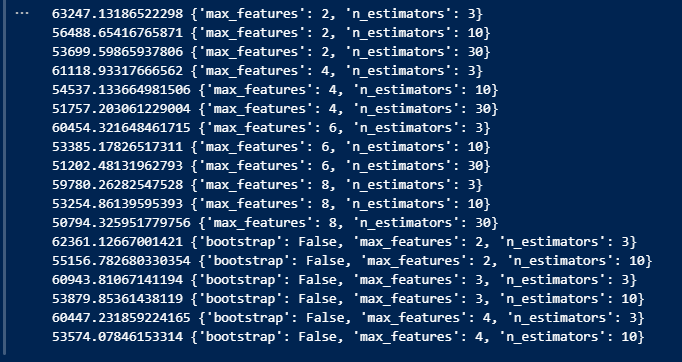 63247.13186522298 {'max_features': 2, 'n_estimators': 3}
56488.65416765871 {'max_features': 2, 'n_estimators': 10}
53699.59865937806 {'max_features': 2, 'n_estimators': 30}
61118.93317666562 {'max_features': 4, 'n_estimators': 3}
54537.133664981506 {'max_features': 4, 'n_estimators': 10}
51757.203061229004 {'max_features': 4, 'n_estimators': 30}
60454.321648461715 {'max_features': 6, 'n_estimators': 3}
53385.17826517311 {'max_features': 6, 'n_estimators': 10}
51202.48131962793 {'max_features': 6, 'n_estimators': 30}
59780.26282547528 {'max_features': 8, 'n_estimators': 3}
53254.86139595393 {'max_features': 8, 'n_estimators': 10}
50794.325951779756 {'max_features': 8, 'n_estimators': 30}
62361.12667001421 {'bootstrap': False, 'max_features': 2, 'n_estimators': 3}
55156.782680330354 {'bootstrap': False, 'max_features': 2, 'n_estimators': 10}
60943.81067141194 {'bootstrap': False, 'max_features': 3, 'n_estimators': 3}
53879.85361438119 {'bootstrap': False, 'max_features': 3, 'n_estimators': 10}
60447.231859224165 {'bootstrap': False, 'max_features': 4, 'n_estimators': 3}
53574.07846153314 {'bootstrap': False, 'max_features': 4, 'n_estimators': 10}